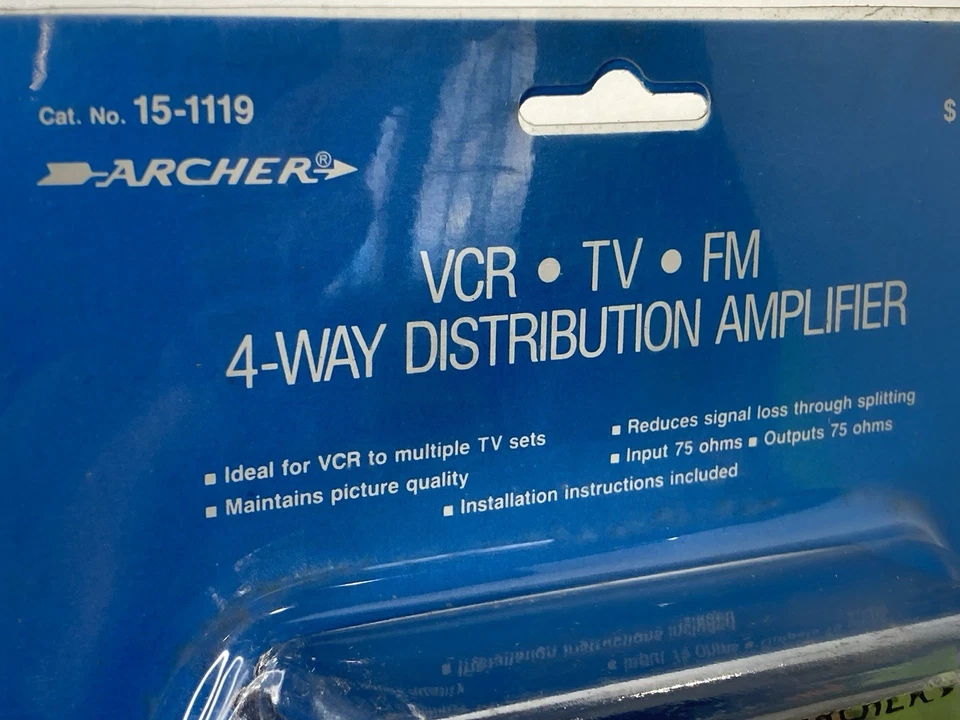 Cat. No. 15-1119
$
ARCHER®
VCR • TV • FM
4-WAY DISTRIBUTION AMPLIFIER
■ Ideal for VCR to multiple TV sets
■ Maintains picture quality
■ Reduces signal loss through splitting
■ Input 75 ohms ■ Outputs 75 ohms
■ Installation instructions included
ARCHER